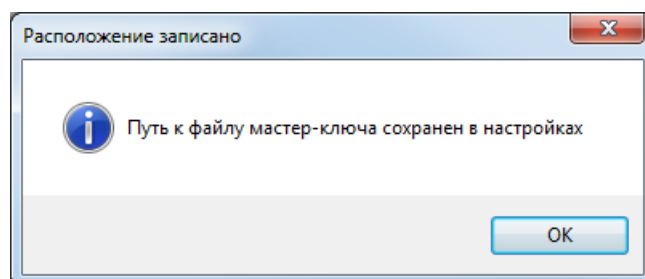 Расположение записано
Путь к файлу мастер-ключа сохранен в настройках
OK